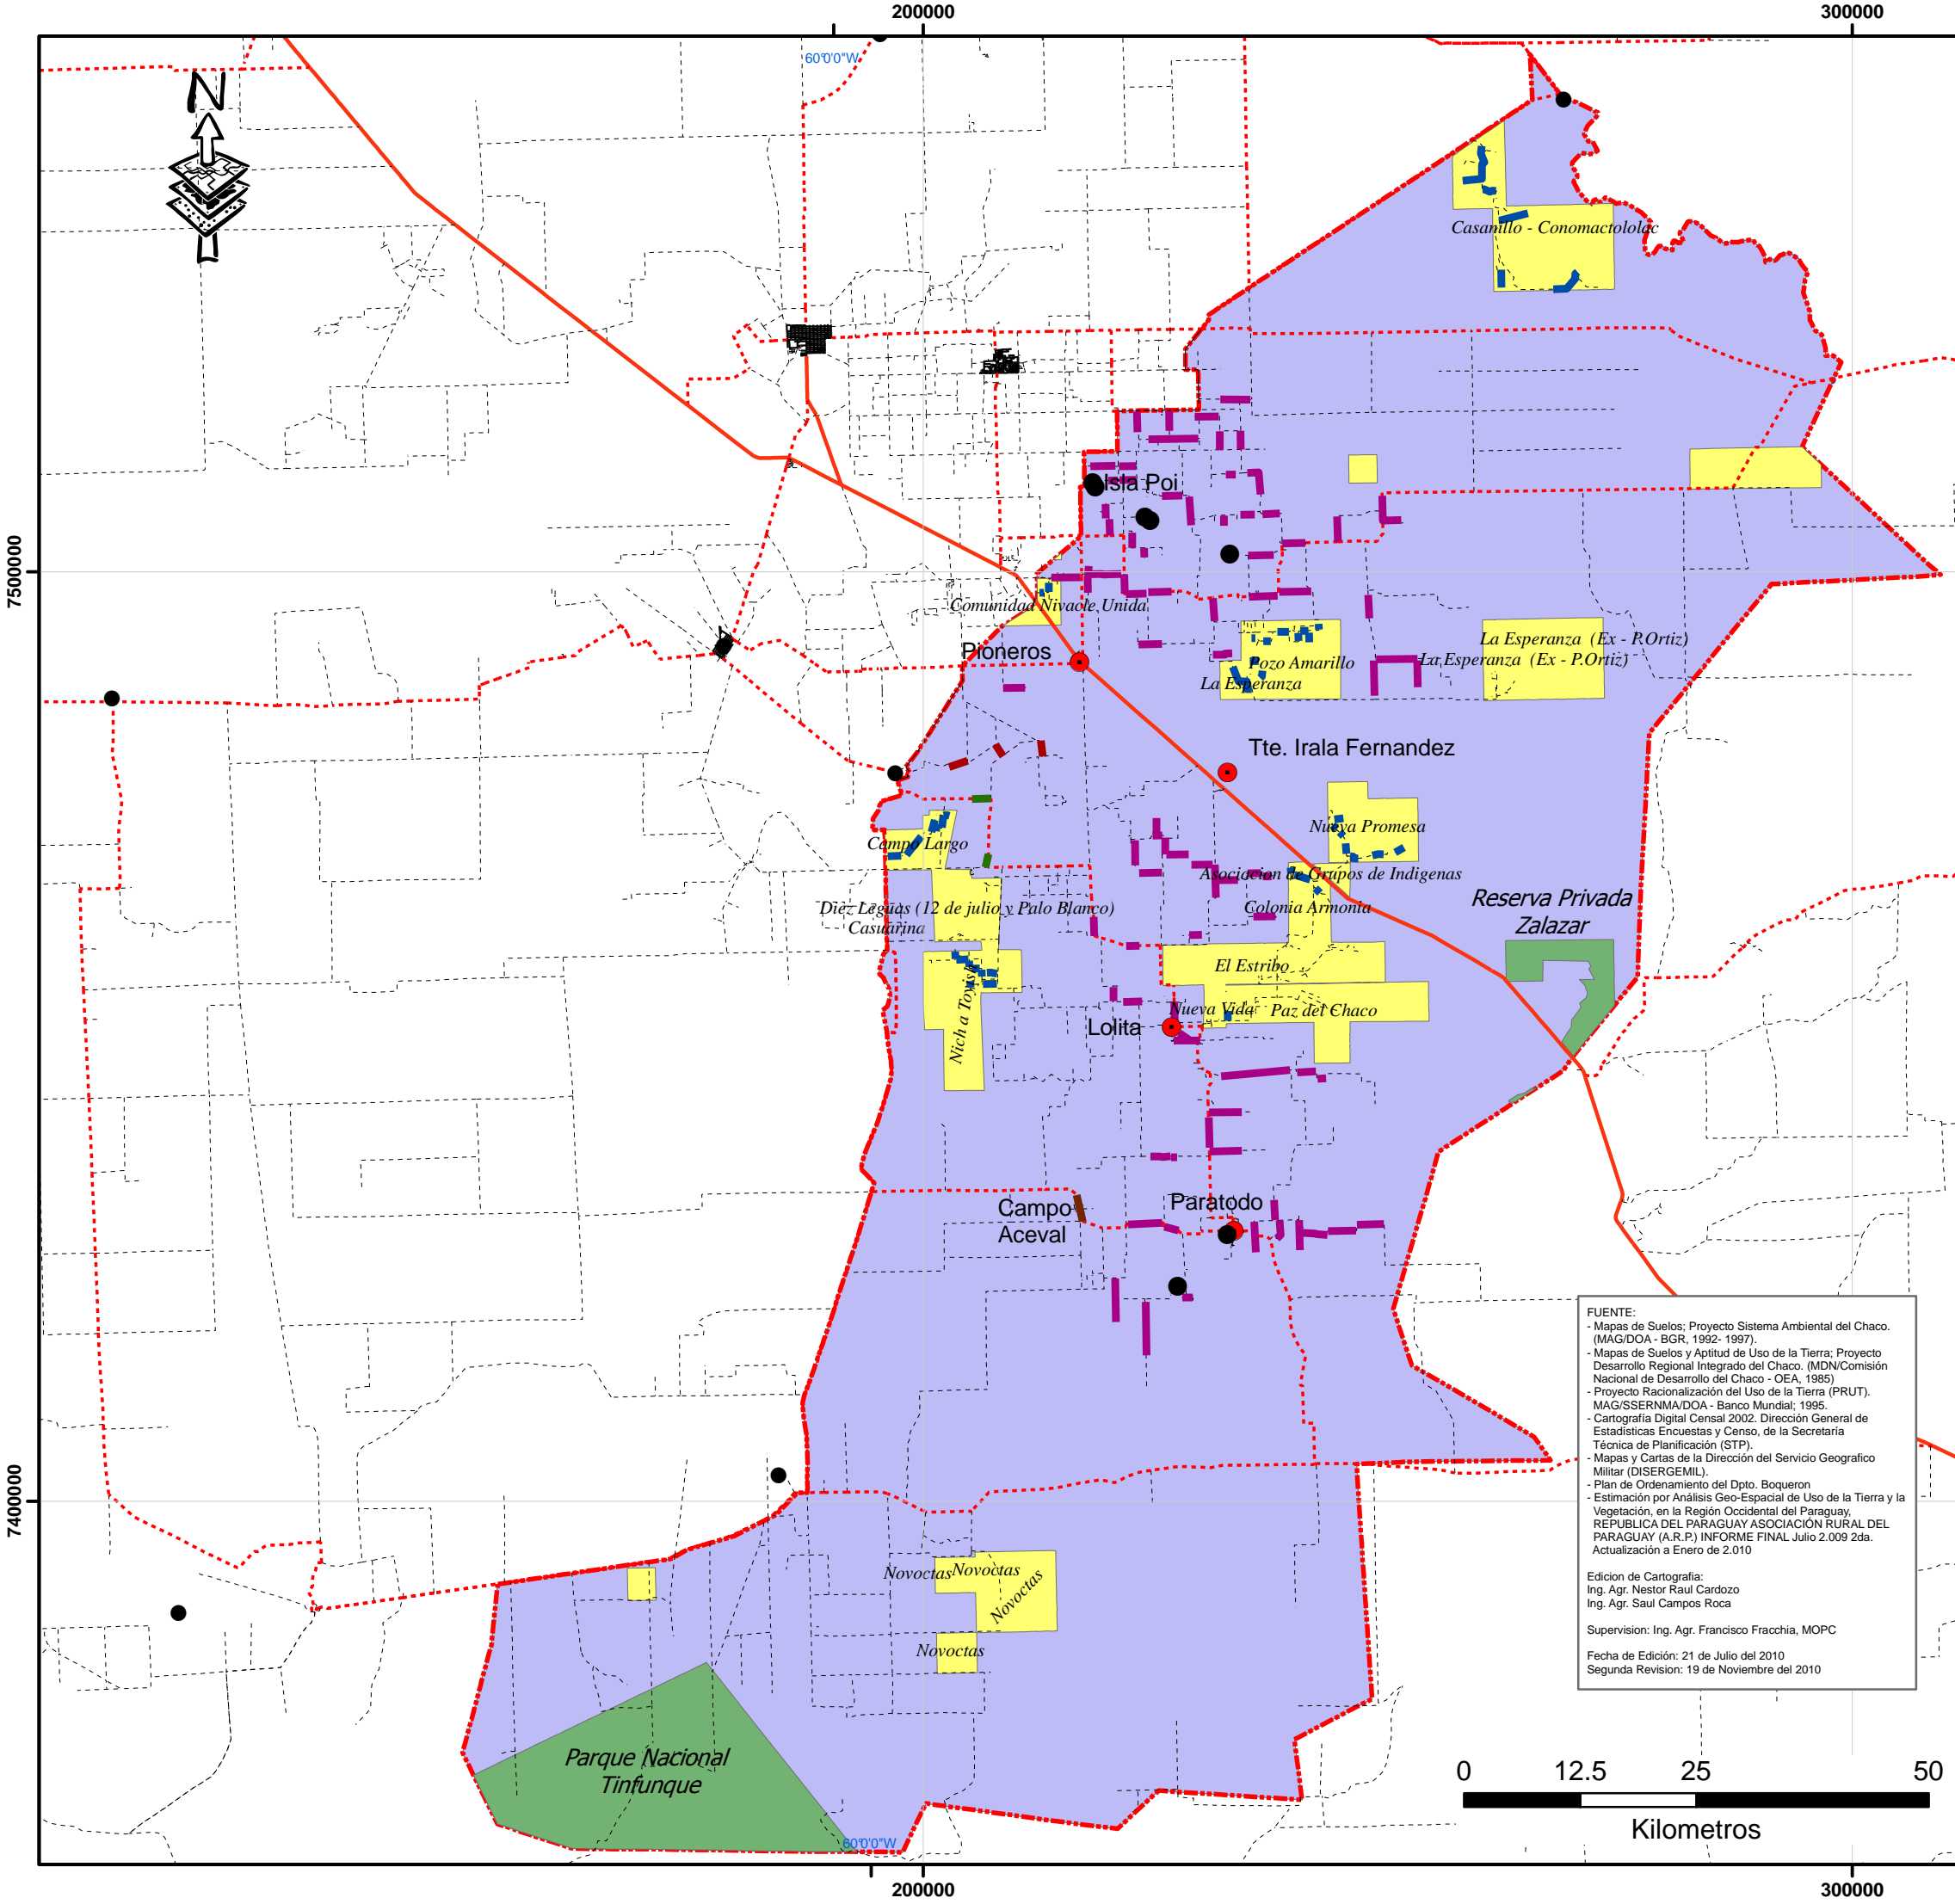 200000
300000
60°0'0"W
N
Casanillo - Conomactololac
Isla Poi
7500000
Comunidad Nivacle Unida
Pioneros
La Esperanza (Ex - P.Ortiz)
Pozo Amarillo
La Esperanza (Ex - P.Ortiz)
La Esperanza
Tte. Irala Fernandez
Nueva Promesa
Campo Largo
Asociacion de Grupos de Indigenas
Reserva Privada
Zalazar
Diez Leguas (12 de julio y Palo Blanco)
Colonia Armonia
Casuarina
El Estribo
Nich a Toyish
Nueva Vida
Paz del Chaco
Lolita
Campo
Aceval
Paratodo
FUENTE:
- Mapas de Suelos; Proyecto Sistema Ambiental del Chaco.
(MAG/DOA - BGR, 1992- 1997).
- Mapas de Suelos y Aptitud de Uso de la Tierra; Proyecto
Desarrollo Regional Integrado del Chaco. (MDN/Comisión
Nacional de Desarrollo del Chaco - OEA, 1985)
- Proyecto Racionalización del Uso de la Tierra (PRUT).
MAG/SSERNMA/DOA - Banco Mundial; 1995.
- Cartografía Digital Censal 2002. Dirección General de
Estadísticas Encuestas y Censo, de la Secretaría
Técnica de Planificación (STP).
- Mapas y Cartas de la Dirección del Servicio Geografico
Militar (DISERGEMIL).
- Plan de Ordenamiento del Dpto. Boqueron
- Estimación por Análisis Geo-Espacial de Uso de la Tierra y la
Vegetación, en la Región Occidental del Paraguay,
REPUBLICA DEL PARAGUAY ASOCIACIÓN RURAL DEL
PARAGUAY (A.R.P.) INFORME FINAL Julio 2.009 2da.
Actualización a Enero de 2.010
Edicion de Cartografia:
Ing. Agr. Nestor Raul Cardozo
Ing. Agr. Saul Campos Roca
Supervision: Ing. Agr. Francisco Fracchia, MOPC
Fecha de Edición: 21 de Julio del 2010
Segunda Revision: 19 de Noviembre del 2010
7400000
Novoctas
Novoctas
Novoctas
Novoctas
Parque Nacional
Tinfunque
0 12.5 25 50
Kilometros
60°0'0"W
200000
300000